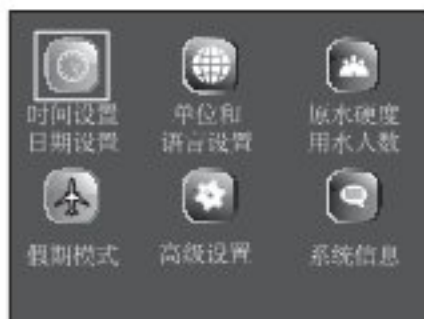 时间设置 单位和 原水硬度
日期设置 语言设置 用水人数
假期模式 高级设置 系统信息